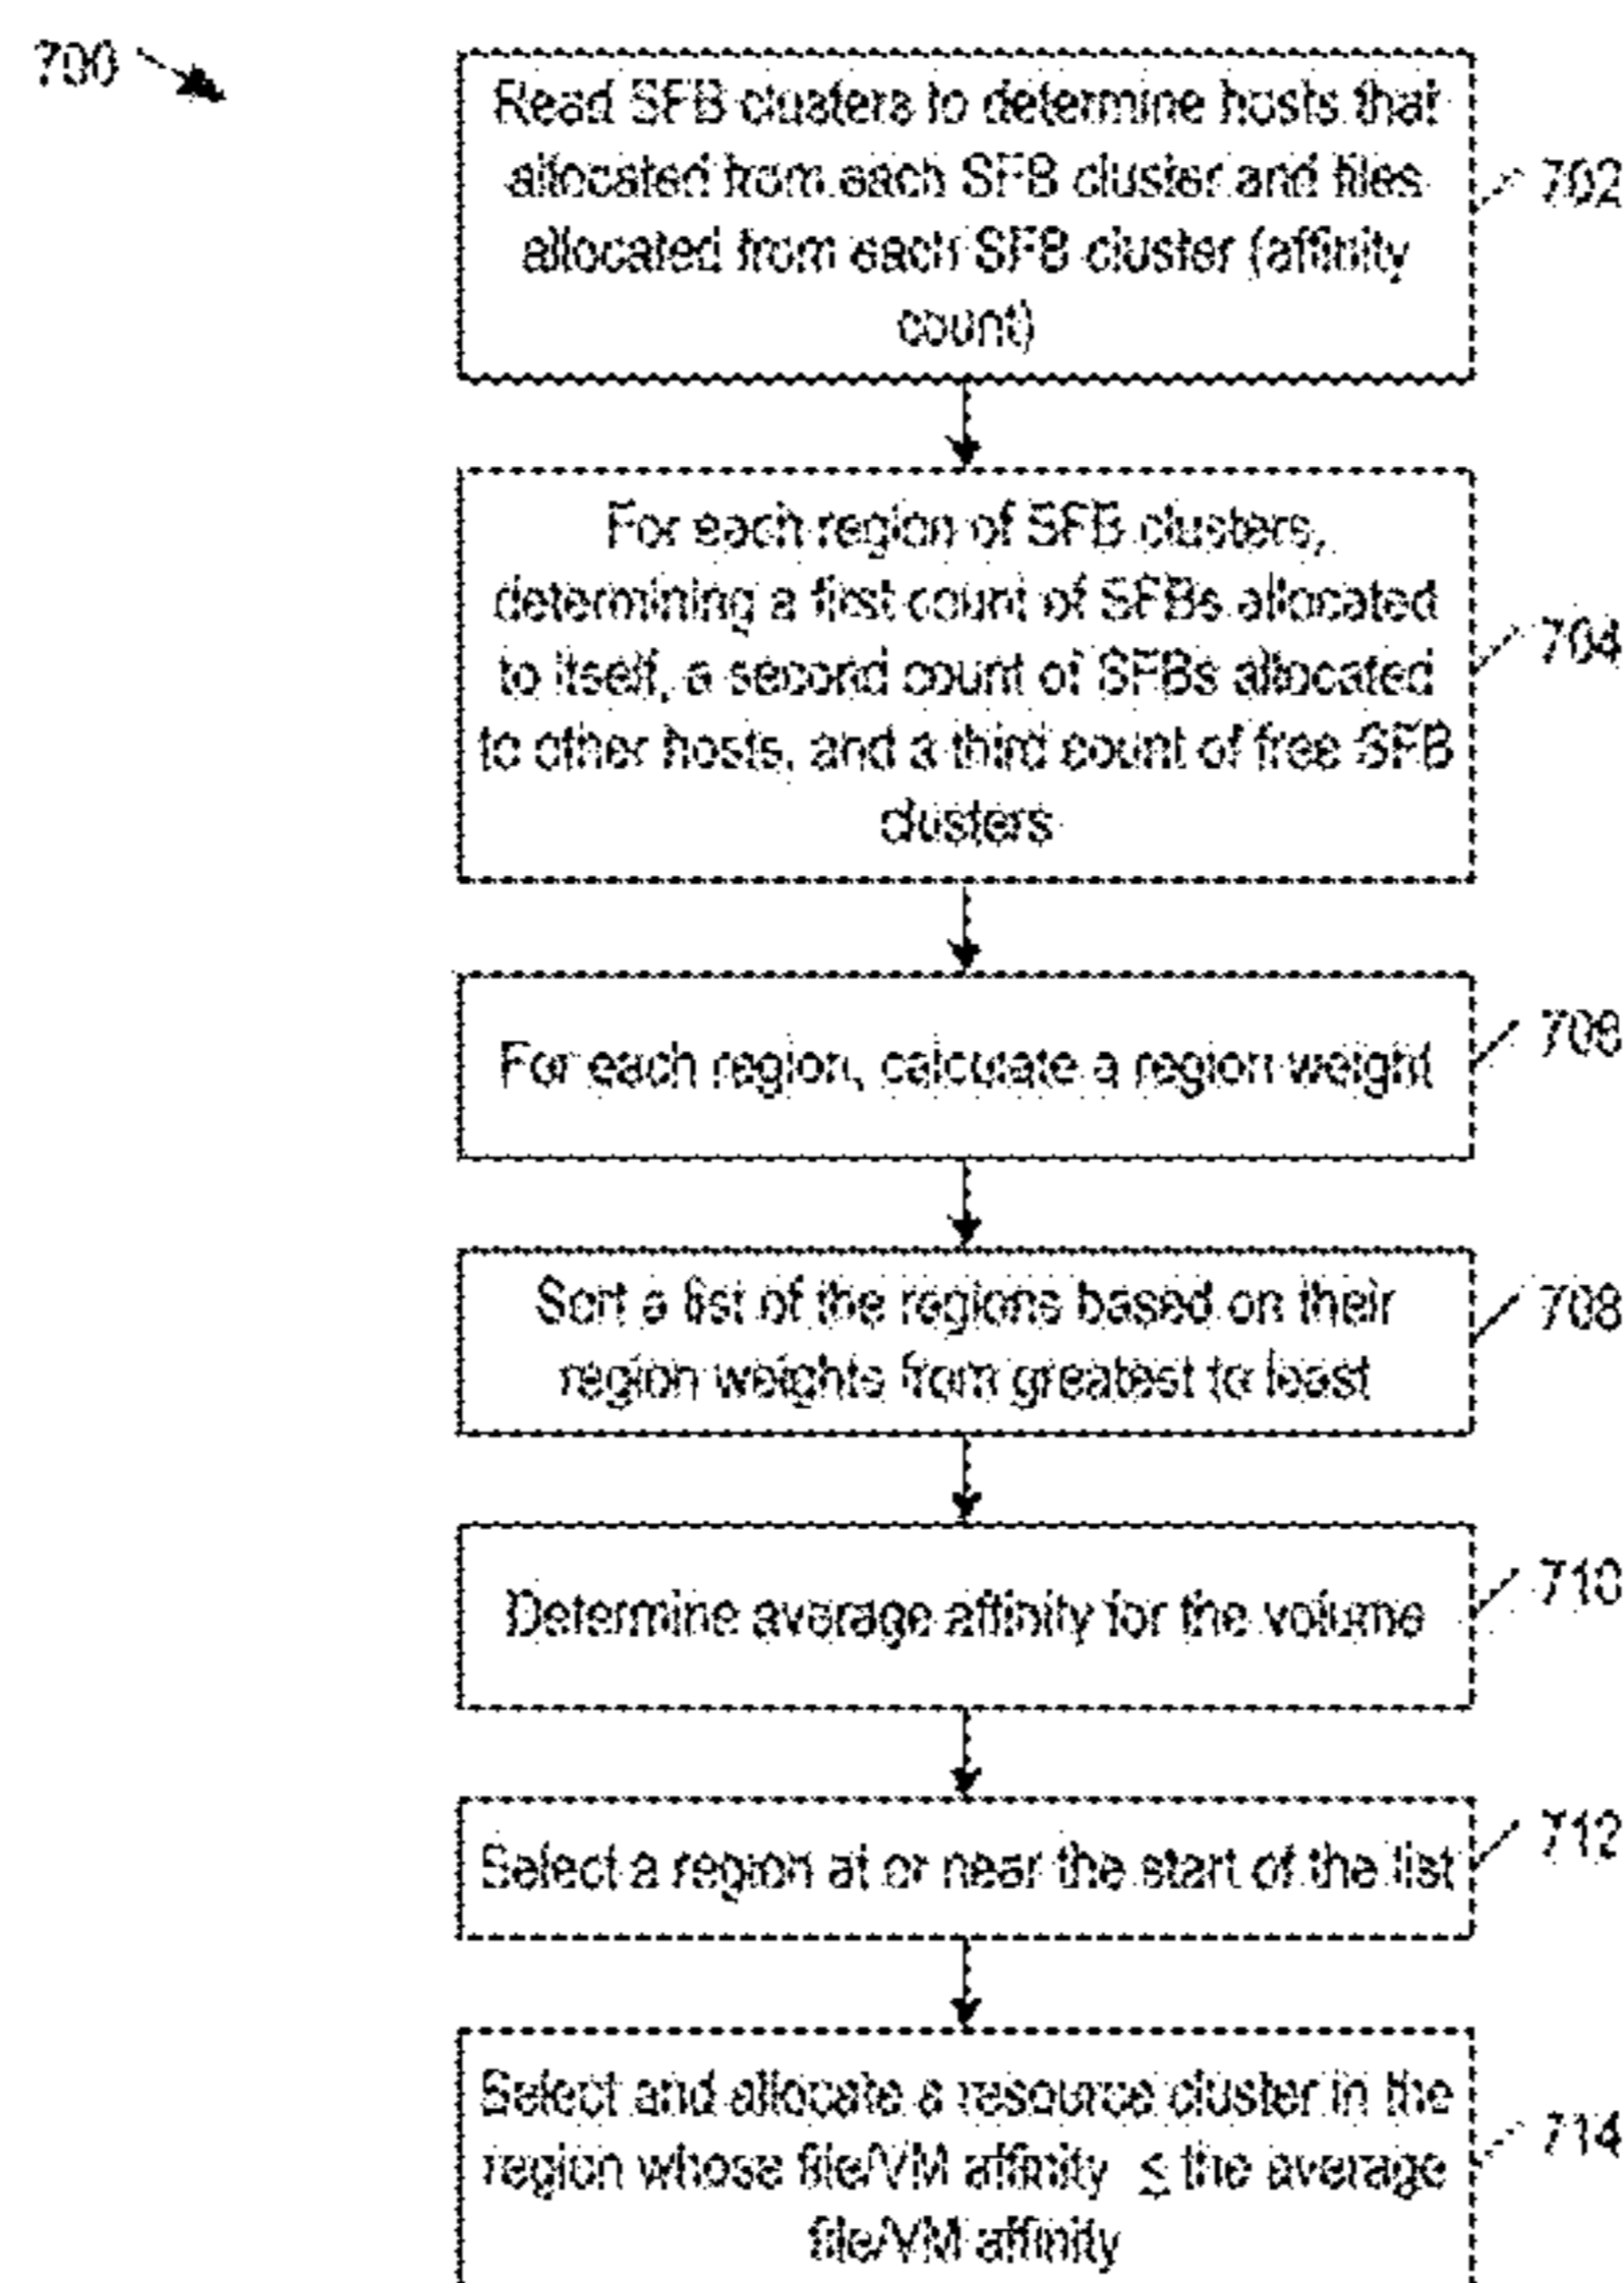 700
Read SFB clusters to determine hosts that
allocated from each SFB cluster and files
allocated from each SFB cluster (affinity
count)
702
For each region of SFB clusters,
determining a first count of SFBs allocated
to itself, a second count of SFBs allocated
to other hosts, and a third count of free SFB
clusters
704
For each region, calculate a region weight
706
Sort a list of the regions based on their
region weights from greatest to least
708
Determine average affinity for the volume
710
Select a region at or near the start of the list
712
Select and allocate a resource cluster in the
region whose file/VM affinity ≤ the average
file/VM affinity
714